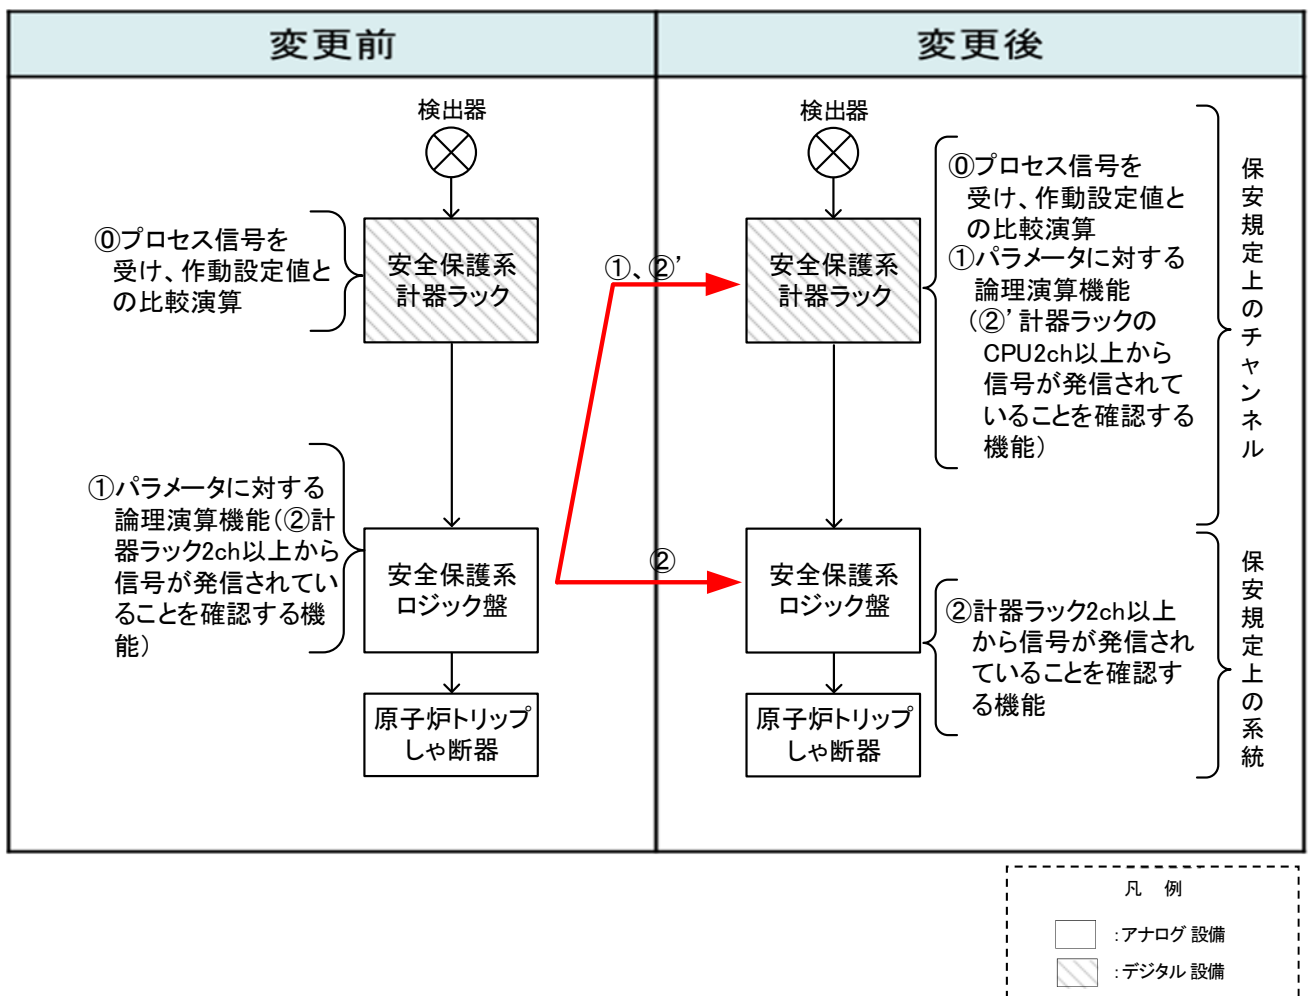 変更前
検出器
⓪プロセス信号を
受け、作動設定値と
の比較演算
安全保護系
計器ラック
①パラメータに対する
論理演算機能(②計
器ラック2ch以上から
信号が発信されてい
ることを確認する機
能)
安全保護系
ロジック盤
原子炉トリップ
しゃ断器
①、②'
②
変更後
検出器
安全保護系
計器ラック
⓪プロセス信号を
受け、作動設定値と
の比較演算
①パラメータに対する
論理演算機能
(②' 計器ラックの
CPU2ch以上から
信号が発信されて
いることを確認する
機能)
保安規定上のチャンネル
安全保護系
ロジック盤
②計器ラック2ch以上
から信号が発信され
ていることを確認す
る機能
原子炉トリップ
しゃ断器
保安規定上の系統
凡 例
:アナログ 設備
:デジタル 設備